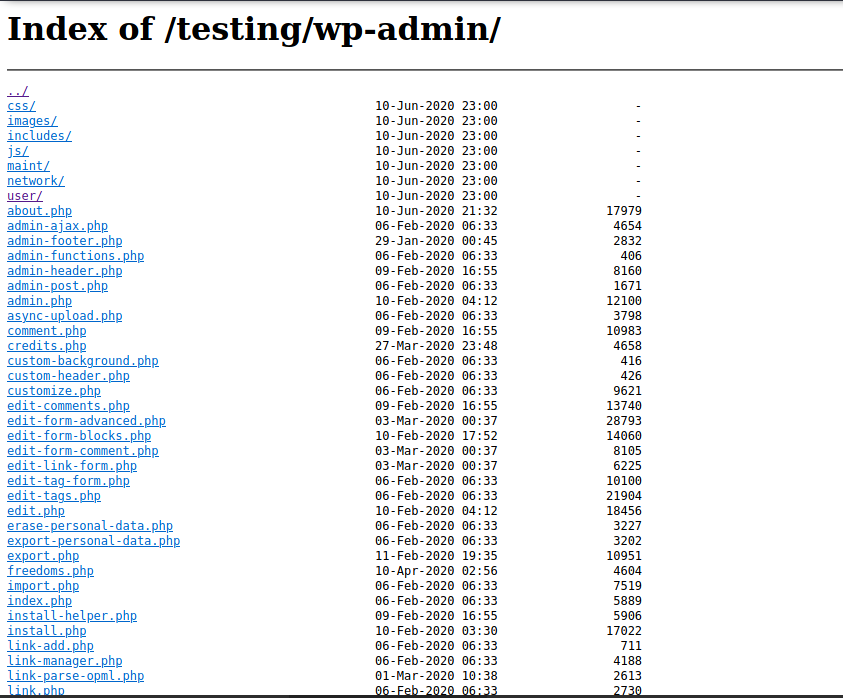 Index of /testing/wp-admin/
../
css/ 10-Jun-2020 23:00 -
images/ 10-Jun-2020 23:00 -
includes/ 10-Jun-2020 23:00 -
js/ 10-Jun-2020 23:00 -
maint/ 10-Jun-2020 23:00 -
network/ 10-Jun-2020 23:00 -
user/ 10-Jun-2020 23:00 -
about.php 10-Jun-2020 21:32 17979
admin-ajax.php 06-Feb-2020 06:33 4654
admin-footer.php 29-Jan-2020 00:45 2832
admin-functions.php 06-Feb-2020 06:33 406
admin-header.php 09-Feb-2020 16:55 8160
admin-post.php 06-Feb-2020 06:33 1671
admin.php 10-Feb-2020 04:12 12100
async-upload.php 06-Feb-2020 06:33 3798
comment.php 09-Feb-2020 16:55 10983
credits.php 27-Mar-2020 23:48 4658
custom-background.php 06-Feb-2020 06:33 416
custom-header.php 06-Feb-2020 06:33 426
customize.php 06-Feb-2020 06:33 9621
edit-comments.php 09-Feb-2020 16:55 13740
edit-form-advanced.php 03-Mar-2020 00:37 28793
edit-form-blocks.php 10-Feb-2020 17:52 14060
edit-form-comment.php 03-Mar-2020 00:37 8105
edit-link-form.php 03-Mar-2020 00:37 6225
edit-tag-form.php 06-Feb-2020 06:33 10100
edit-tags.php 06-Feb-2020 06:33 21904
edit.php 10-Feb-2020 04:12 18456
erase-personal-data.php 06-Feb-2020 06:33 3227
export-personal-data.php 06-Feb-2020 06:33 3202
export.php 11-Feb-2020 19:35 10951
freedoms.php 10-Apr-2020 02:56 4604
import.php 06-Feb-2020 06:33 7519
index.php 06-Feb-2020 06:33 5889
install-helper.php 09-Feb-2020 16:55 5906
install.php 10-Feb-2020 03:30 17022
link-add.php 06-Feb-2020 06:33 711
link-manager.php 06-Feb-2020 06:33 4188
link-parse-opml.php 01-Mar-2020 10:38 2613
link.php 06-Feb-2020 06:33 2730